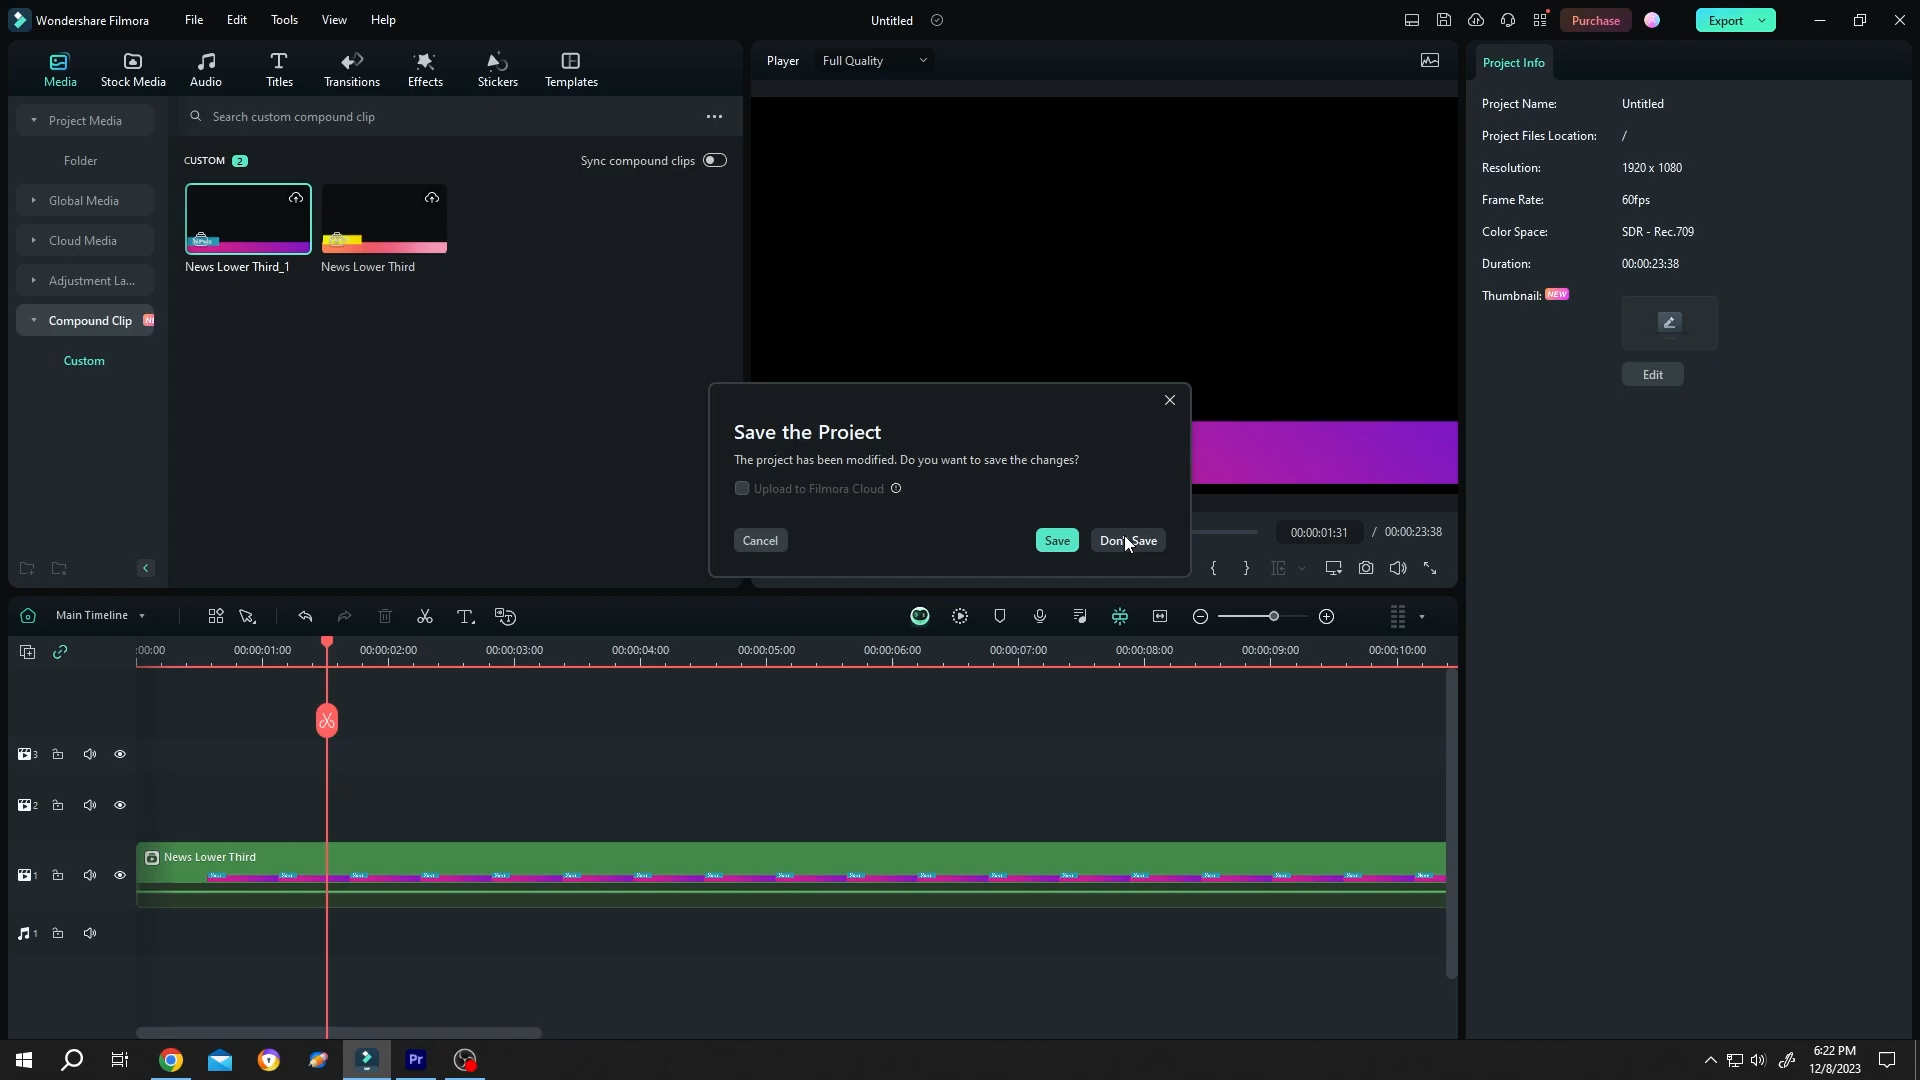 Wondershare Filmora
File
Edit
Tools
View
Help
Untitled
Purchase
Export
Media
Stock Media
Audio
Titles
Transitions
Effects
Stickers
Templates
Player
Full Quality
Project Info
Project Media
Folder
Global Media
Cloud Media
Adjustment La...
Compound Clip
Custom
Search custom compound clip
CUSTOM 2
Sync compound clips
News Lower Third_1
News Lower Third
Project Name: Untitled
Project Files Location: /
Resolution: 1920 x 1080
Frame Rate: 60fps
Color Space: SDR - Rec.709
Duration: 00:00:23:38
Thumbnail: NEW
Edit
Save the Project
The project has been modified. Do you want to save the changes?
Upload to Filmora Cloud
Cancel
Save
Don't Save
00:00:01:31 / 00:00:23:38
Main Timeline
:00:00
00:00:01:00
00:00:02:00
00:00:03:00
00:00:04:00
00:00:05:00
00:00:06:00
00:00:07:00
00:00:08:00
00:00:09:00
00:00:10:00
3
2
News Lower Third
1
1
Pr
6:22 PM
12/8/2023